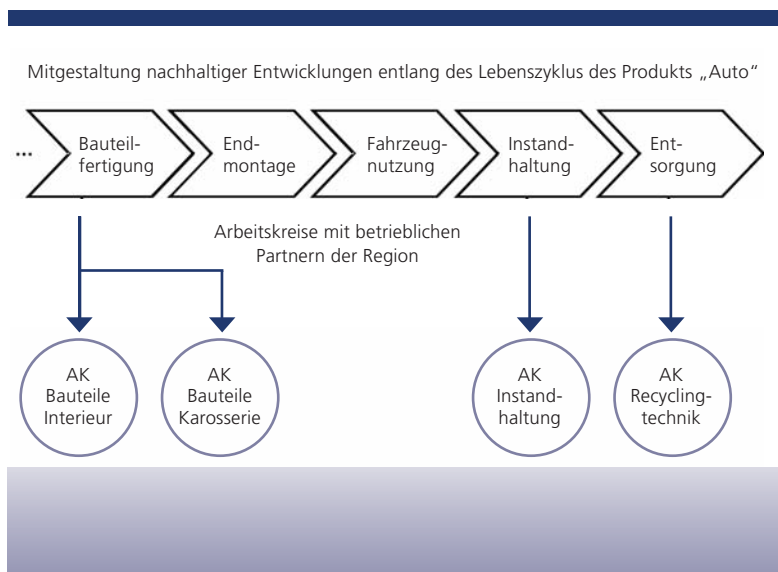 Mitgestaltung nachhaltiger Entwicklungen entlang des Lebenszyklus des Produkts „Auto“
...
Bauteil-
fertigung
End-
montage
Fahrzeug-
nutzung
Instand-
haltung
Ent-
sorgung
Arbeitskreise mit betrieblichen
Partnern der Region
AK
Bauteile
Interieur
AK
Bauteile
Karosserie
AK
Instand-
haltung
AK
Recycling-
technik